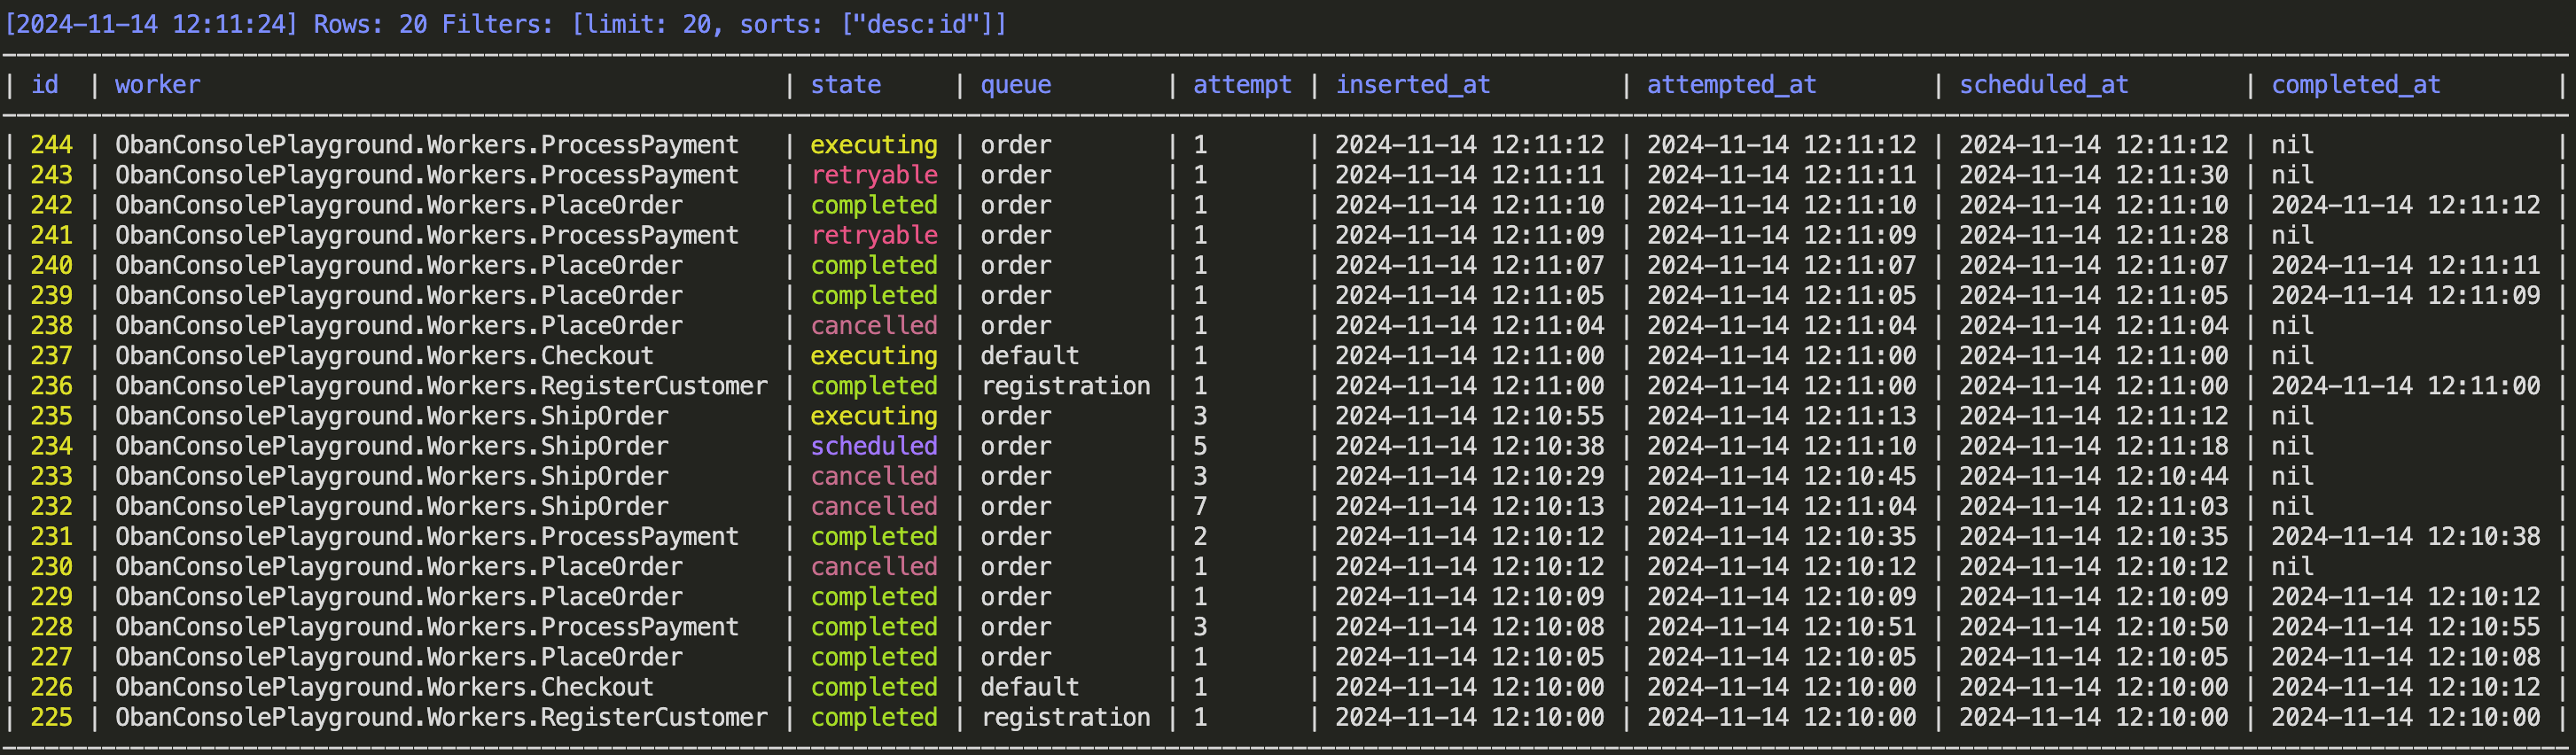 [2024-11-14 12:11:24] Rows: 20 Filters: [limit: 20, sorts: ["desc:id"]]
| id | worker | state | queue | attempt | inserted_at | attempted_at | scheduled_at | completed_at |
| 244 | ObanConsolePlayground.Workers.ProcessPayment | executing | order | 1 | 2024-11-14 12:11:12 | 2024-11-14 12:11:12 | 2024-11-14 12:11:12 | nil |
| 243 | ObanConsolePlayground.Workers.ProcessPayment | retryable | order | 1 | 2024-11-14 12:11:11 | 2024-11-14 12:11:11 | 2024-11-14 12:11:30 | nil |
| 242 | ObanConsolePlayground.Workers.PlaceOrder | completed | order | 1 | 2024-11-14 12:11:10 | 2024-11-14 12:11:10 | 2024-11-14 12:11:10 | 2024-11-14 12:11:12 |
| 241 | ObanConsolePlayground.Workers.ProcessPayment | retryable | order | 1 | 2024-11-14 12:11:09 | 2024-11-14 12:11:09 | 2024-11-14 12:11:28 | nil |
| 240 | ObanConsolePlayground.Workers.PlaceOrder | completed | order | 1 | 2024-11-14 12:11:07 | 2024-11-14 12:11:07 | 2024-11-14 12:11:07 | 2024-11-14 12:11:11 |
| 239 | ObanConsolePlayground.Workers.PlaceOrder | completed | order | 1 | 2024-11-14 12:11:05 | 2024-11-14 12:11:05 | 2024-11-14 12:11:05 | 2024-11-14 12:11:09 |
| 238 | ObanConsolePlayground.Workers.PlaceOrder | cancelled | order | 1 | 2024-11-14 12:11:04 | 2024-11-14 12:11:04 | 2024-11-14 12:11:04 | nil |
| 237 | ObanConsolePlayground.Workers.Checkout | executing | default | 1 | 2024-11-14 12:11:00 | 2024-11-14 12:11:00 | 2024-11-14 12:11:00 | nil |
| 236 | ObanConsolePlayground.Workers.RegisterCustomer | completed | registration | 1 | 2024-11-14 12:11:00 | 2024-11-14 12:11:00 | 2024-11-14 12:11:00 | 2024-11-14 12:11:00 |
| 235 | ObanConsolePlayground.Workers.ShipOrder | executing | order | 3 | 2024-11-14 12:10:55 | 2024-11-14 12:11:13 | 2024-11-14 12:11:12 | nil |
| 234 | ObanConsolePlayground.Workers.ShipOrder | scheduled | order | 5 | 2024-11-14 12:10:38 | 2024-11-14 12:11:10 | 2024-11-14 12:11:18 | nil |
| 233 | ObanConsolePlayground.Workers.ShipOrder | cancelled | order | 3 | 2024-11-14 12:10:29 | 2024-11-14 12:10:45 | 2024-11-14 12:10:44 | nil |
| 232 | ObanConsolePlayground.Workers.ShipOrder | cancelled | order | 7 | 2024-11-14 12:10:13 | 2024-11-14 12:11:04 | 2024-11-14 12:11:03 | nil |
| 231 | ObanConsolePlayground.Workers.ProcessPayment | completed | order | 2 | 2024-11-14 12:10:12 | 2024-11-14 12:10:35 | 2024-11-14 12:10:35 | 2024-11-14 12:10:38 |
| 230 | ObanConsolePlayground.Workers.PlaceOrder | cancelled | order | 1 | 2024-11-14 12:10:12 | 2024-11-14 12:10:12 | 2024-11-14 12:10:12 | nil |
| 229 | ObanConsolePlayground.Workers.PlaceOrder | completed | order | 1 | 2024-11-14 12:10:09 | 2024-11-14 12:10:09 | 2024-11-14 12:10:09 | 2024-11-14 12:10:12 |
| 228 | ObanConsolePlayground.Workers.ProcessPayment | completed | order | 3 | 2024-11-14 12:10:08 | 2024-11-14 12:10:51 | 2024-11-14 12:10:50 | 2024-11-14 12:10:55 |
| 227 | ObanConsolePlayground.Workers.PlaceOrder | completed | order | 1 | 2024-11-14 12:10:05 | 2024-11-14 12:10:05 | 2024-11-14 12:10:05 | 2024-11-14 12:10:08 |
| 226 | ObanConsolePlayground.Workers.Checkout | completed | default | 1 | 2024-11-14 12:10:00 | 2024-11-14 12:10:00 | 2024-11-14 12:10:00 | 2024-11-14 12:10:12 |
| 225 | ObanConsolePlayground.Workers.RegisterCustomer | completed | registration | 1 | 2024-11-14 12:10:00 | 2024-11-14 12:10:00 | 2024-11-14 12:10:00 | 2024-11-14 12:10:00 |